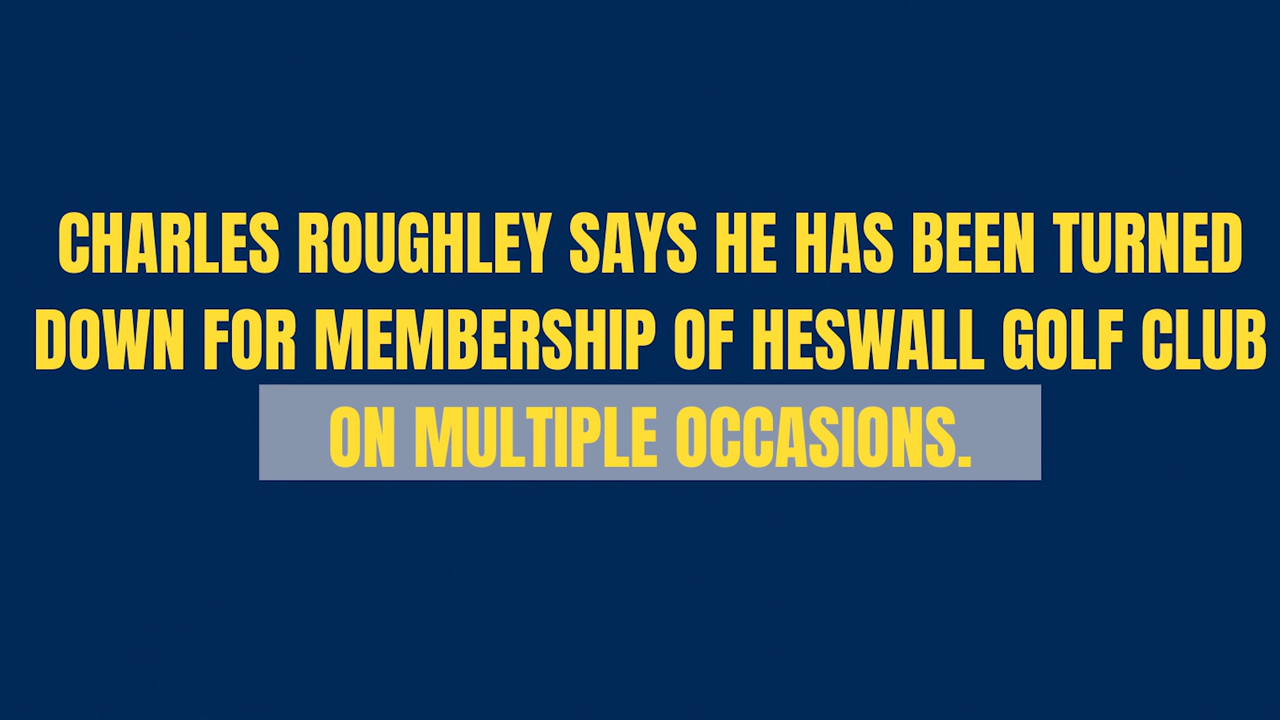 CHARLES ROUGHLEY SAYS HE HAS BEEN TURNED
DOWN FOR MEMBERSHIP OF HESWALL GOLF CLUB
ON MULTIPLE OCCASIONS.